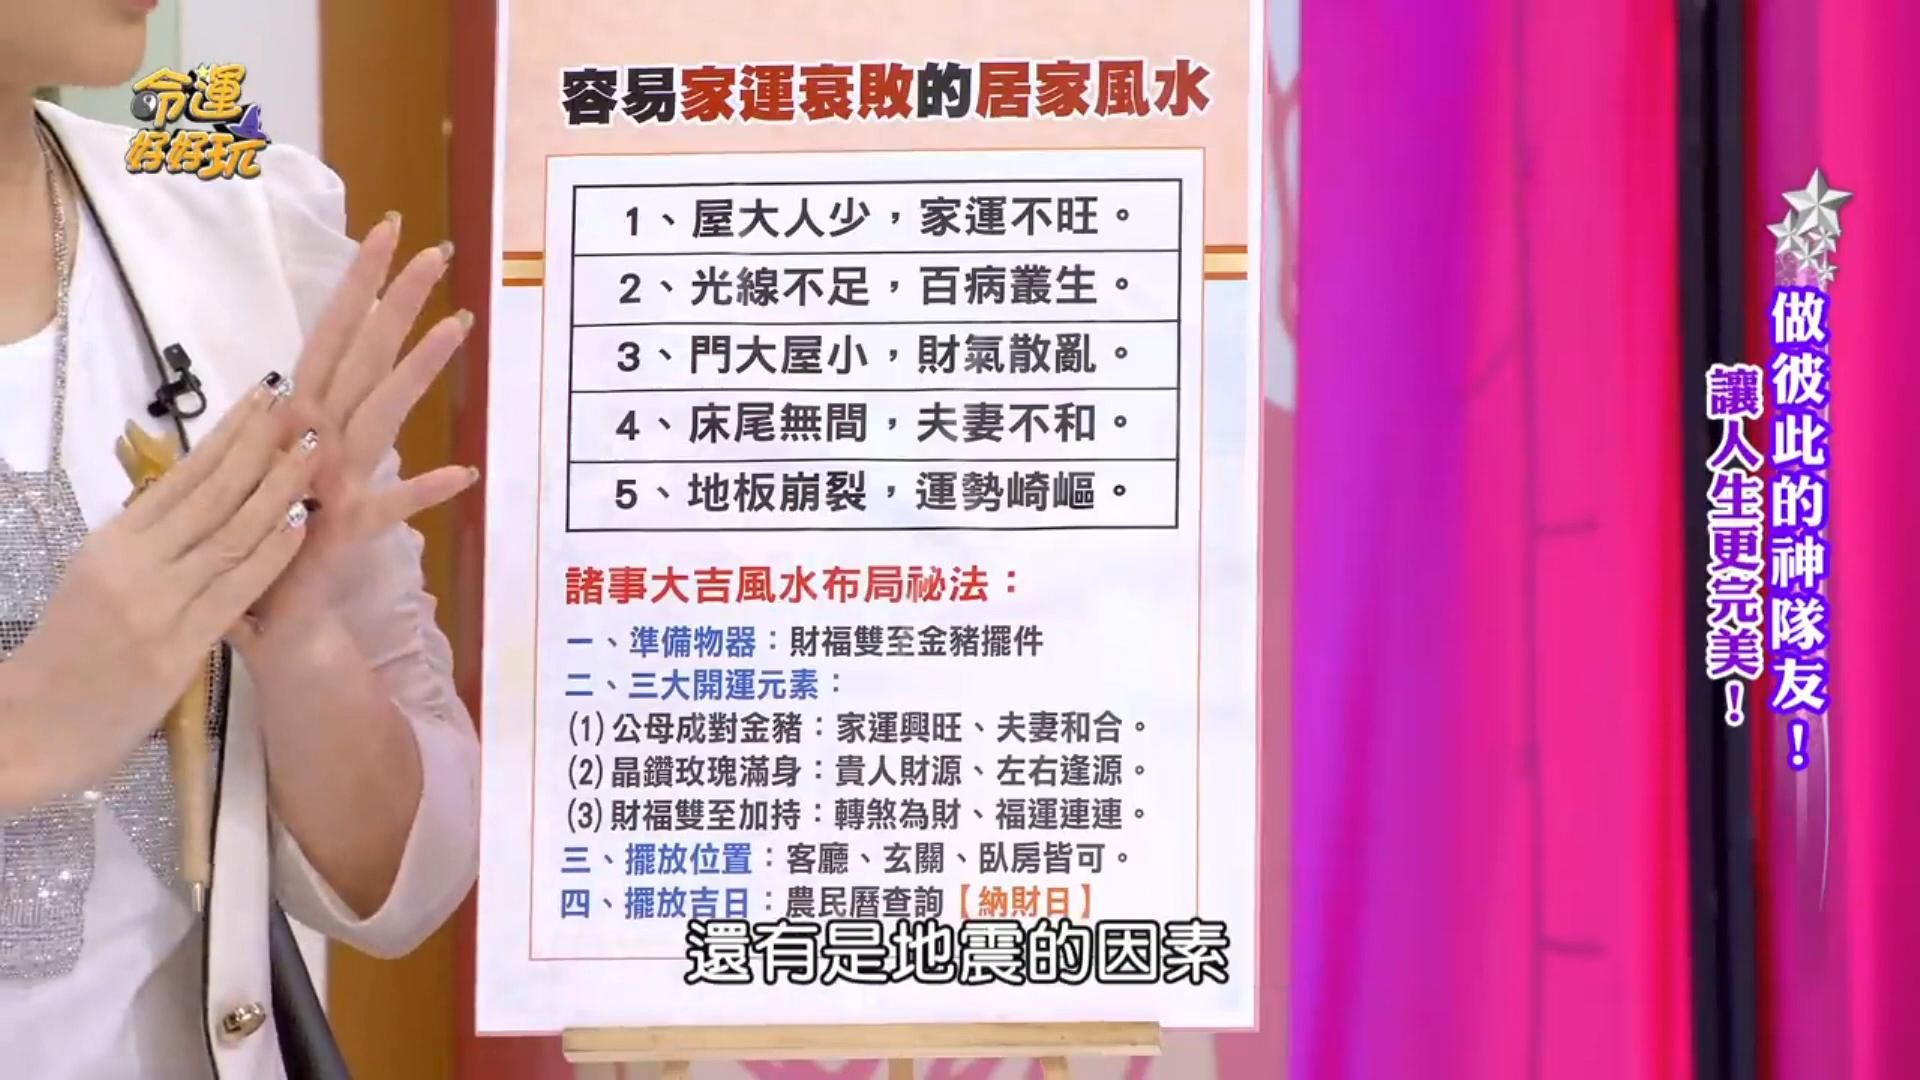 命運
好好玩
容易家運衰敗的居家風水
1、屋大人少，家運不旺。
2、光線不足，百病叢生。
3、門大屋小，財氣散亂。
4、床尾無間，夫妻不和。
5、地板崩裂，運勢崎嶇。
諸事大吉風水布局祕法：
一、準備物器：財福雙至金豬擺件
二、三大開運元素：
(1)公母成對金豬：家運興旺、夫妻和合。
(2)晶鑽玫瑰滿身：貴人財源、左右逢源。
(3)財福雙至加持：轉煞為財、福運連連。
三、擺放位置：客廳、玄關、臥房皆可。
四、擺放吉日：農民曆查詢【納財日】
還有是地震的因素
做彼此的神隊友！
讓人生更完美！